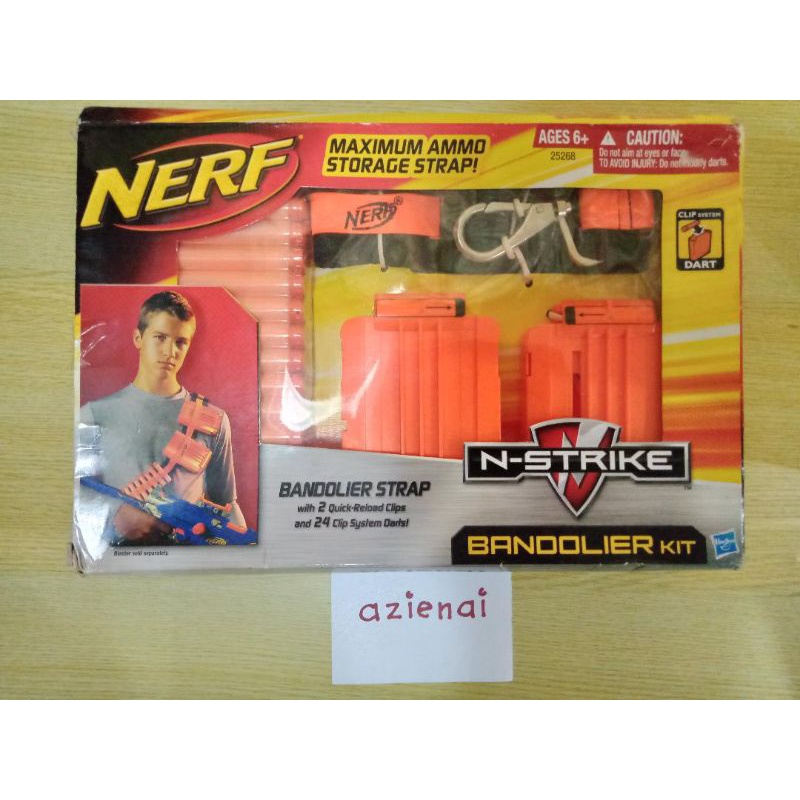 NERF
MAXIMUM AMMO
STORAGE STRAP!
AGES 6+
25268
CAUTION:
Do not aim at eyes or face.
TO AVOID INJURY: Do not modify darts.
NERF®
CLIP SYSTEM
DART
N-STRIKE
™
BANDOLIER STRAP
with 2 Quick-Reload Clips
and 24 Clip System Darts!
BANDOLIER KIT
Hasbro
Blaster sold separately.
azienai